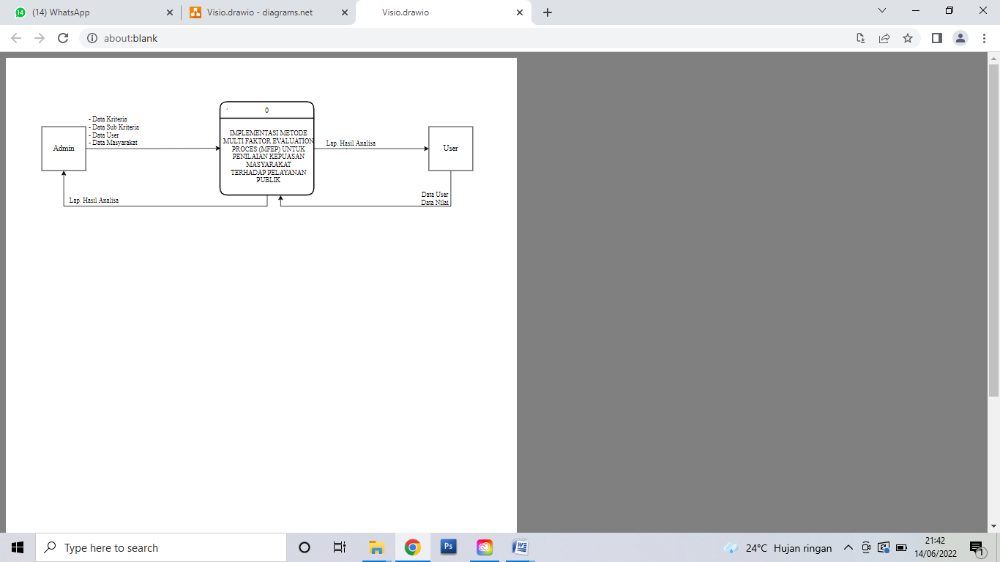 (14) WhatsApp
Visio.drawio - diagrams.net
Visio.drawio
about:blank
0
- Data Kriteria
- Data Sub Kriteria
- Data User
- Data Masyarakat
Admin
IMPLEMENTASI METODE
MULTI FAKTOR EVALUATION
PROCES (MFEP) UNTUK
PENILAIAN KEPUASAN
MASYARAKAT
TERHADAP PELAYANAN
PUBLIK
Lap. Hasil Analisa
User
Lap. Hasil Analisa
Data User
Data Nilai
Type here to search
Ps
W
24°C Hujan ringan
21:42
14/06/2022
1
14